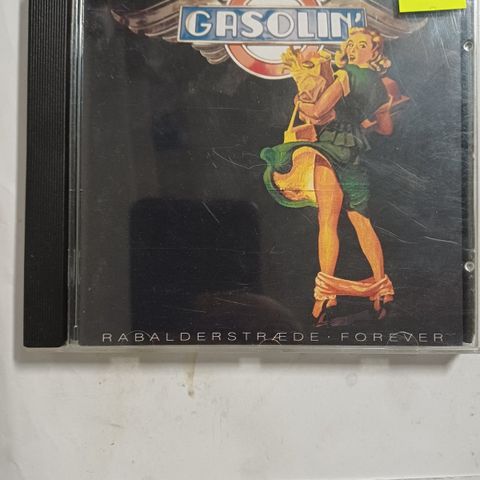 GASOLIN'
RABALDERSTRÆDE · FOREVER